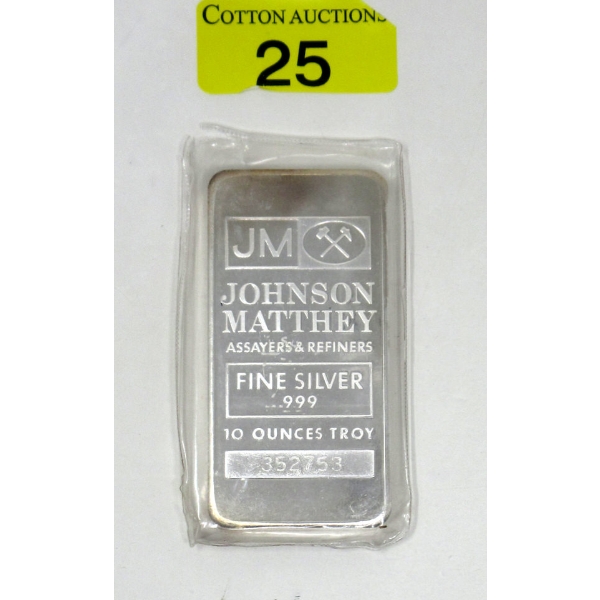 COTTON AUCTIONS
25
JM
JOHNSON
MATTHEY
ASSAYERS & REFINERS
FINE SILVER
999
10 OUNCES TROY
352753